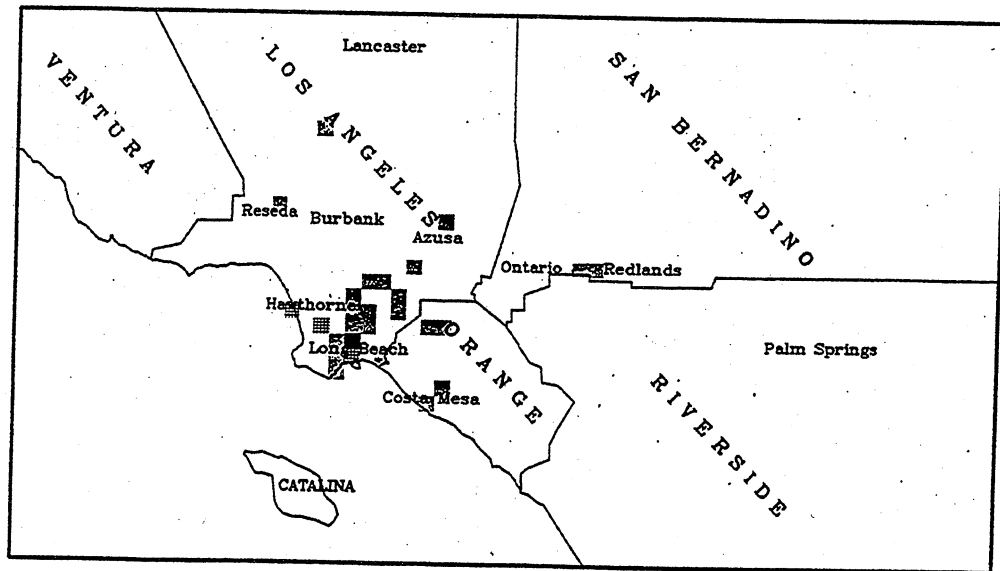 Lancaster
VENTURA
LOS ANGELES
SAN BERNADINO
Reseda
Burbank
Azusa
Ontario
Redlands
Hawthorne
Long Beach
ORANGE
Palm Springs
Costa Mesa
RIVERSIDE
CATALINA